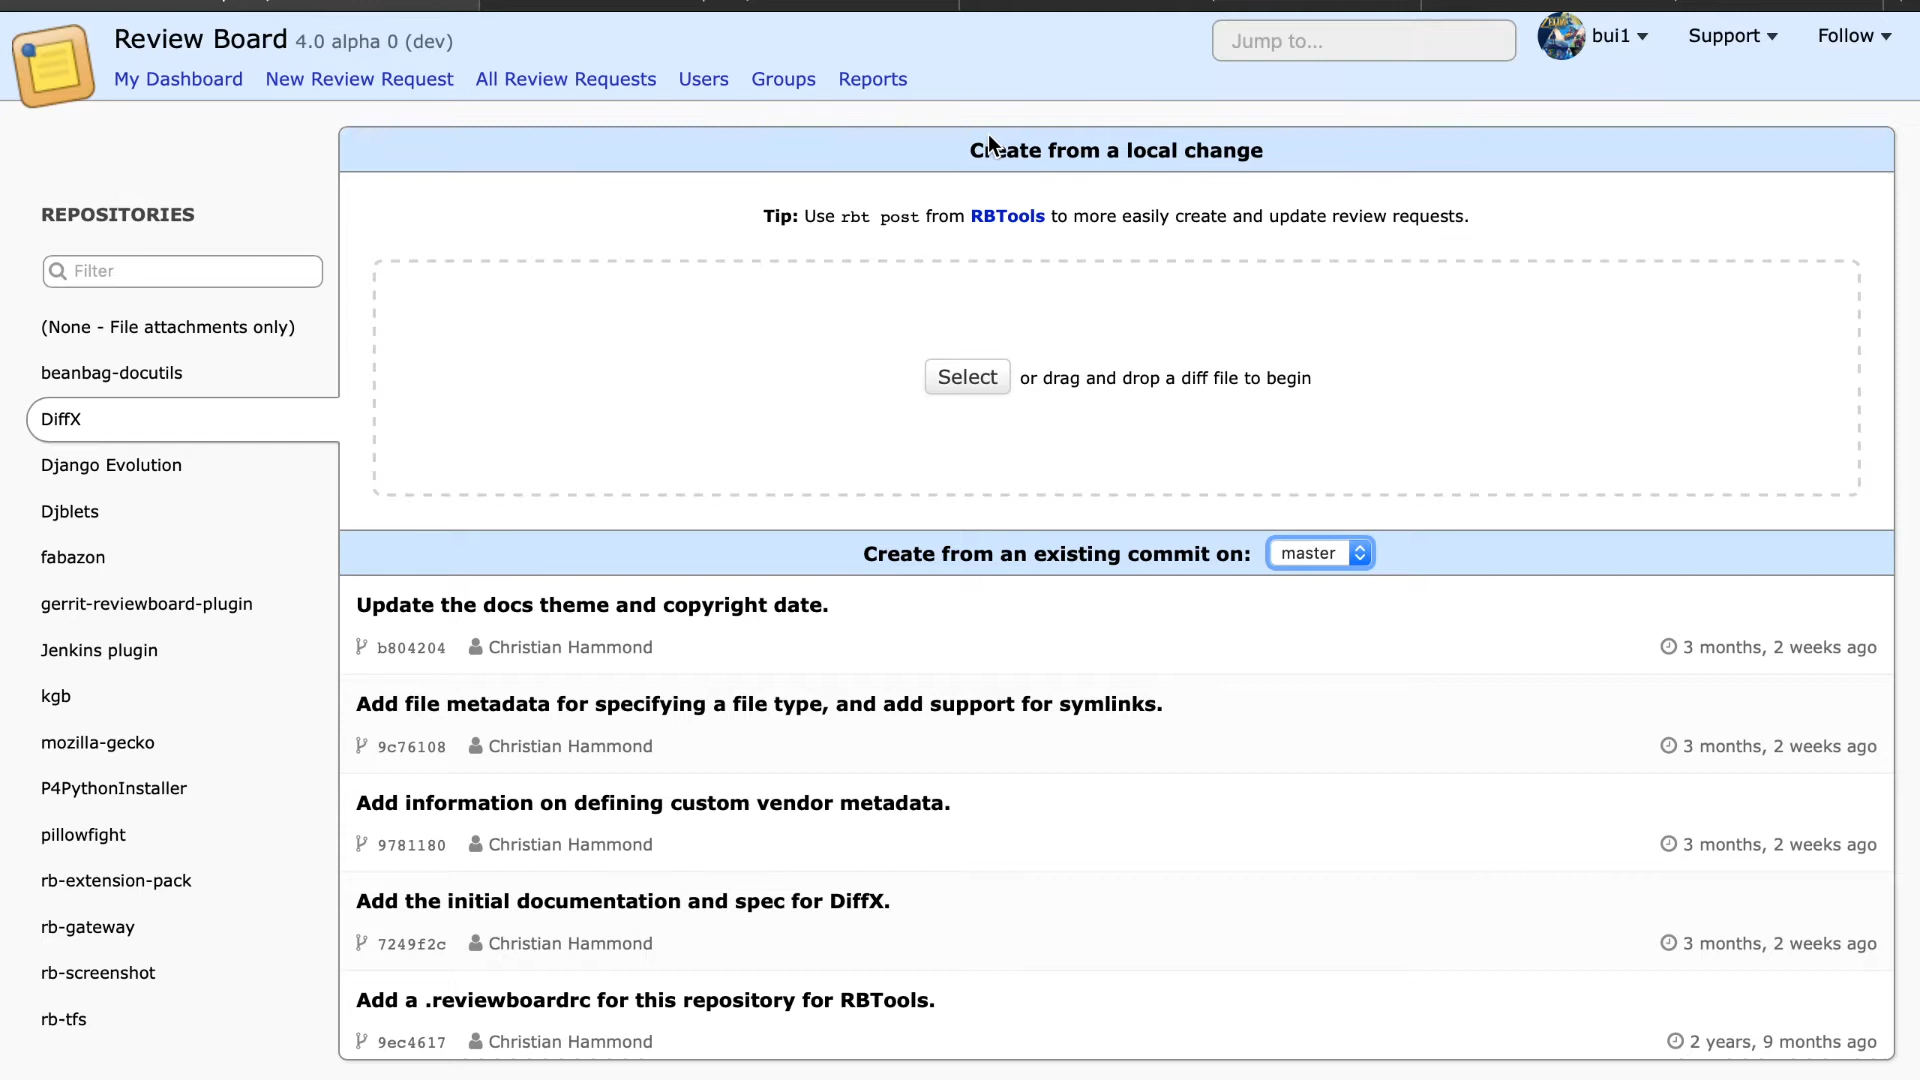 Review Board 4.0 alpha 0 (dev)
Jump to...
bui1
Support
Follow
My Dashboard New Review Request All Review Requests Users Groups Reports
REPOSITORIES
Filter
(None - File attachments only)
beanbag-docutils
DiffX
Django Evolution
Djblets
fabazon
gerrit-reviewboard-plugin
Jenkins plugin
kgb
mozilla-gecko
P4PythonInstaller
pillowfight
rb-extension-pack
rb-gateway
rb-screenshot
rb-tfs
Create from a local change
Tip: Use rbt post from RBTools to more easily create and update review requests.
Select or drag and drop a diff file to begin
Create from an existing commit on: master
Update the docs theme and copyright date.
b804204 Christian Hammond 3 months, 2 weeks ago
Add file metadata for specifying a file type, and add support for symlinks.
9c76108 Christian Hammond 3 months, 2 weeks ago
Add information on defining custom vendor metadata.
9781180 Christian Hammond 3 months, 2 weeks ago
Add the initial documentation and spec for DiffX.
7249f2c Christian Hammond 3 months, 2 weeks ago
Add a .reviewboardrc for this repository for RBTools.
9ec4617 Christian Hammond 2 years, 9 months ago